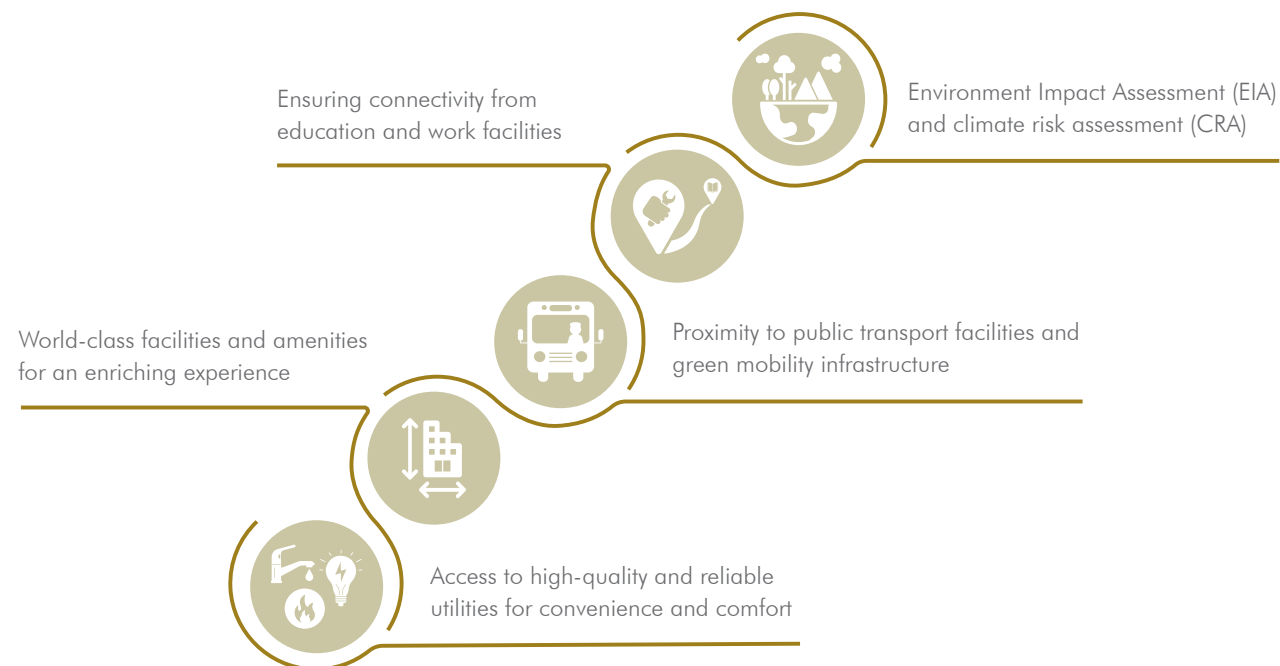 Environment Impact Assessment (EIA)
and climate risk assessment (CRA)
Ensuring connectivity from
education and work facilities
Proximity to public transport facilities and
green mobility infrastructure
World-class facilities and amenities
for an enriching experience
Access to high-quality and reliable
utilities for convenience and comfort